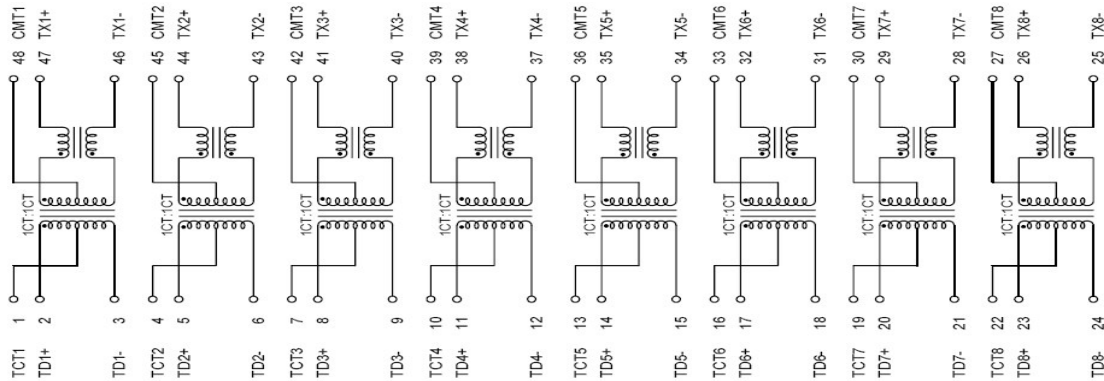 CMT1 TX1+ TX1- CMT2 TX2+ TX2- CMT3 TX3+ TX3- CMT4 TX4+ TX4- CMT5 TX5+ TX5- CMT6 TX6+ TX6- CMT7 TX7+ TX7- CMT8 TX8+ TX8-
48 47 46 45 44 43 42 41 40 39 38 37 36 35 34 33 32 31 30 29 28 27 26 25
1CT:1CT 1CT:1CT 1CT:1CT 1CT:1CT 1CT:1CT 1CT:1CT 1CT:1CT 1CT:1CT
1 2 3 4 5 6 7 8 9 10 11 12 13 14 15 16 17 18 19 20 21 22 23 24
TCT1 TD1+ TD1- TCT2 TD2+ TD2- TCT3 TD3+ TD3- TCT4 TD4+ TD4- TCT5 TD5+ TD5- TCT6 TD6+ TD6- TCT7 TD7+ TD7- TCT8 TD8+ TD8-